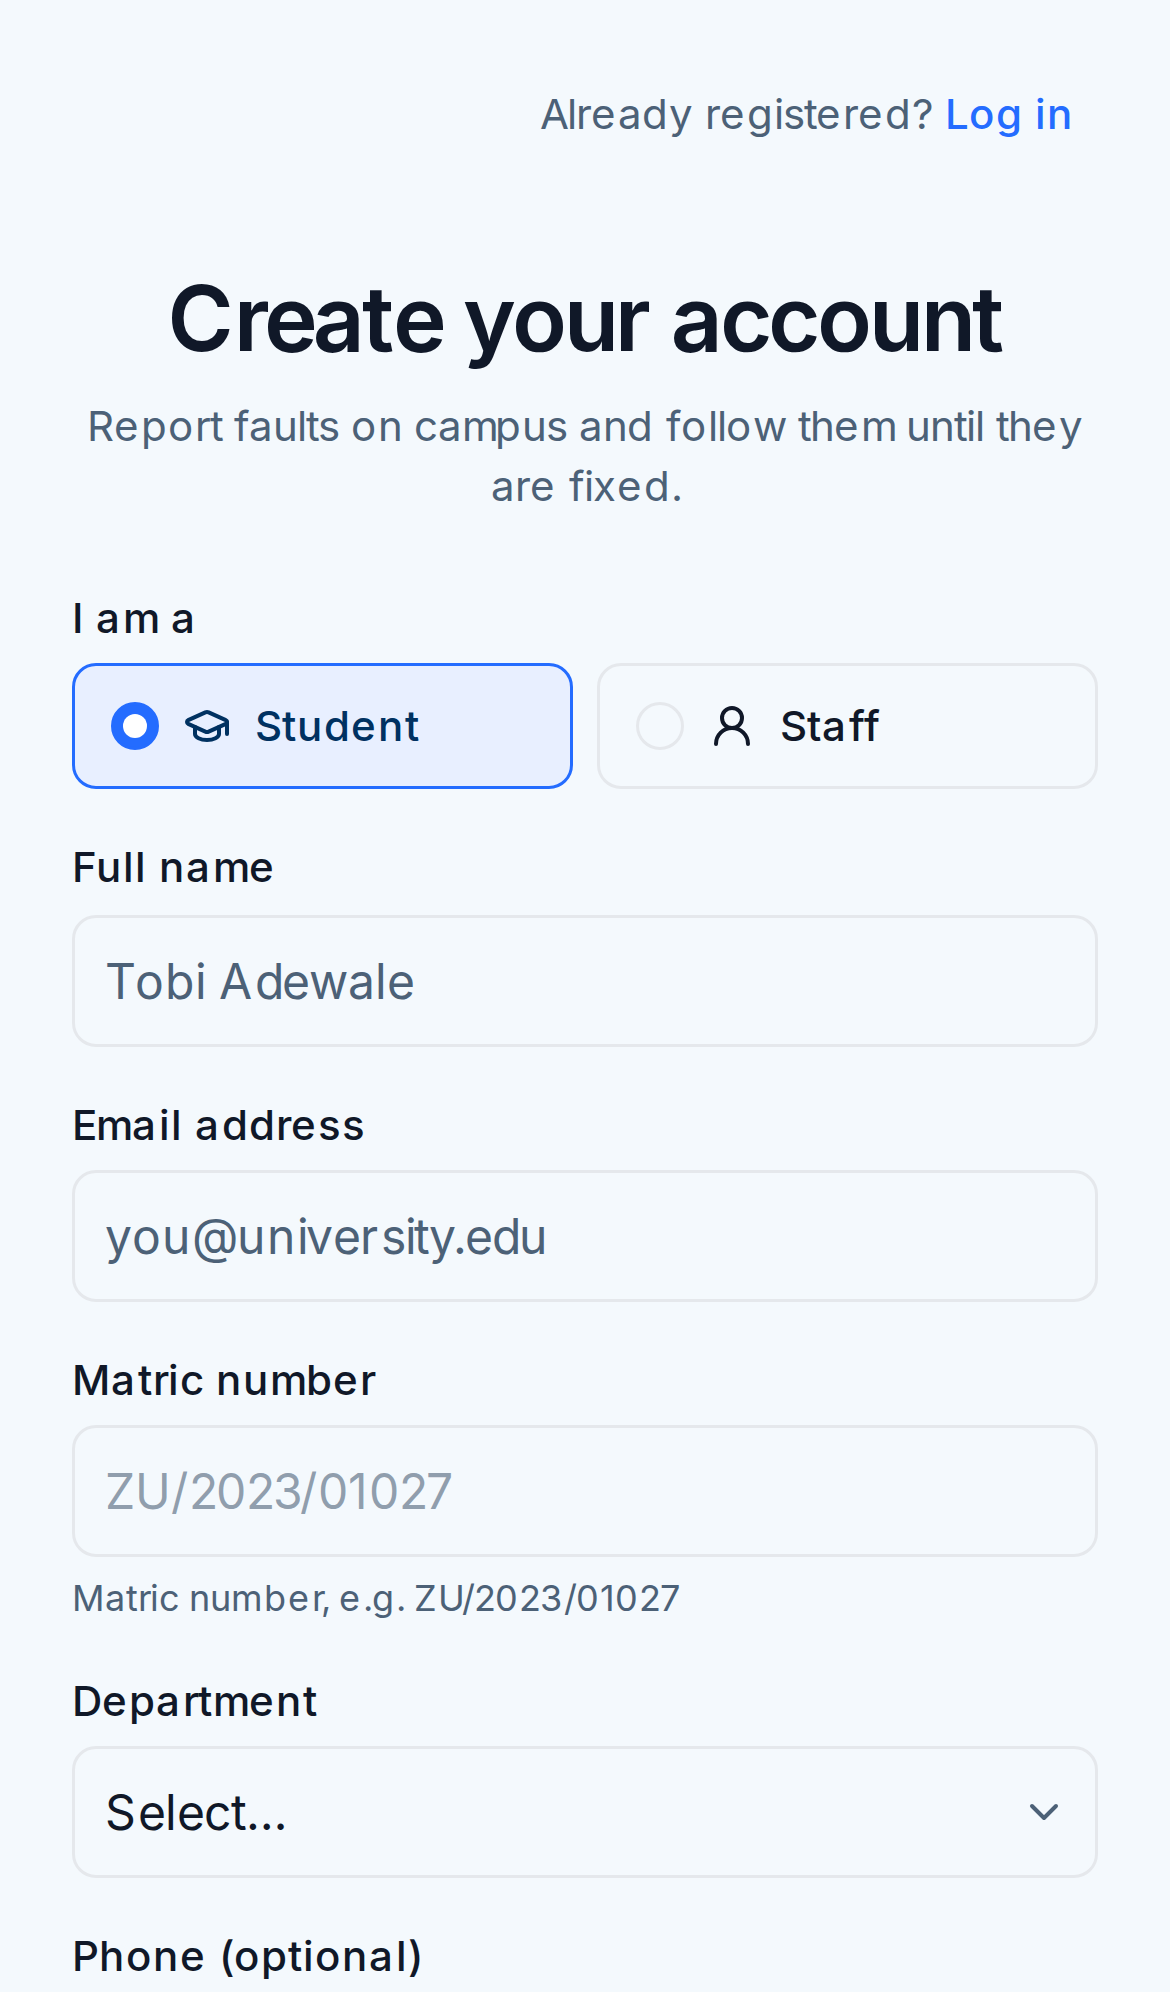 Already registered? Log in
Create your account
Report faults on campus and follow them until they
are fixed.
I am a
Student
Staff
Full name
Tobi Adewale
Email address
you@university.edu
Matric number
ZU/2023/01027
Matric number, e.g. ZU/2023/01027
Department
Select...
Phone (optional)